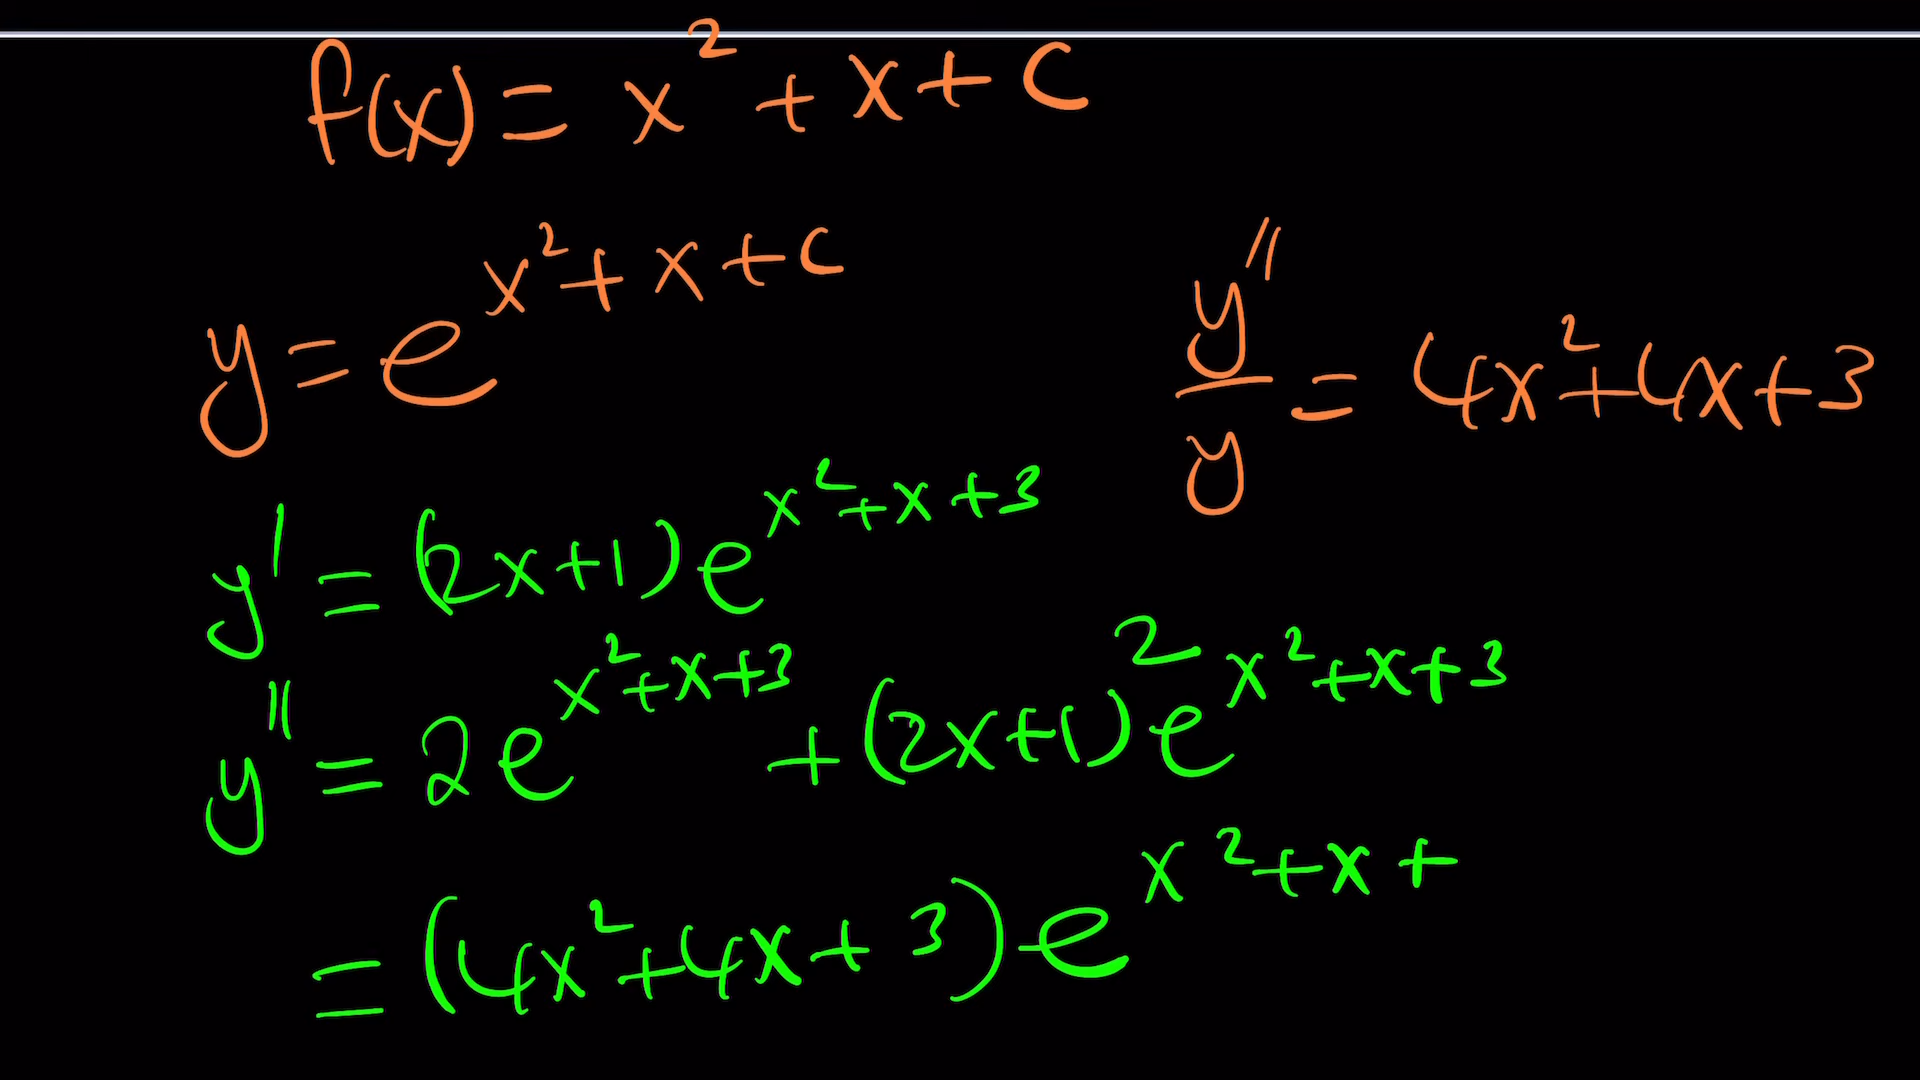 f(x) = x² + x + c
y = e^(x² + x + c)
y''/y = 4x² + 4x + 3
y' = (2x+1) e^(x² + x + 3)
y'' = 2e^(x² + x + 3) + (2x+1)² e^(x² + x + 3)
= (4x² + 4x + 3) e^(x² + x +